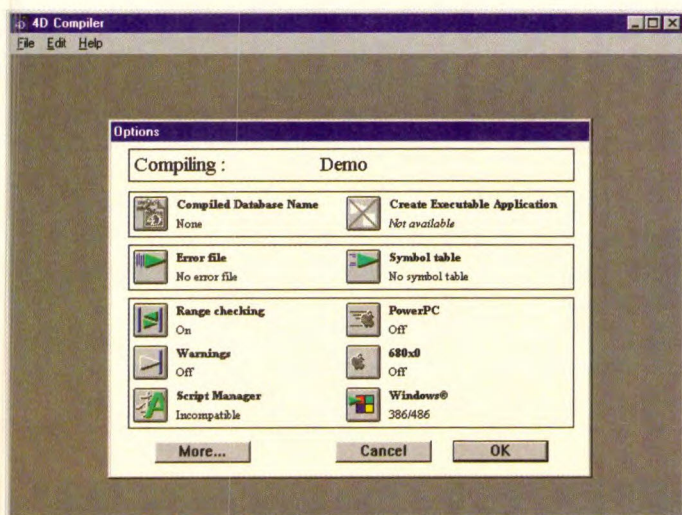 4D Compiler
File Edit Help
Options
Compiling : Demo
Compiled Database Name
None
Create Executable Application
Not available
Error file
No error file
Symbol table
No symbol table
Range checking
On
PowerPC
Off
Warnings
Off
680x0
Off
Script Manager
Incompatible
Windows®
386/486
More...
Cancel
OK